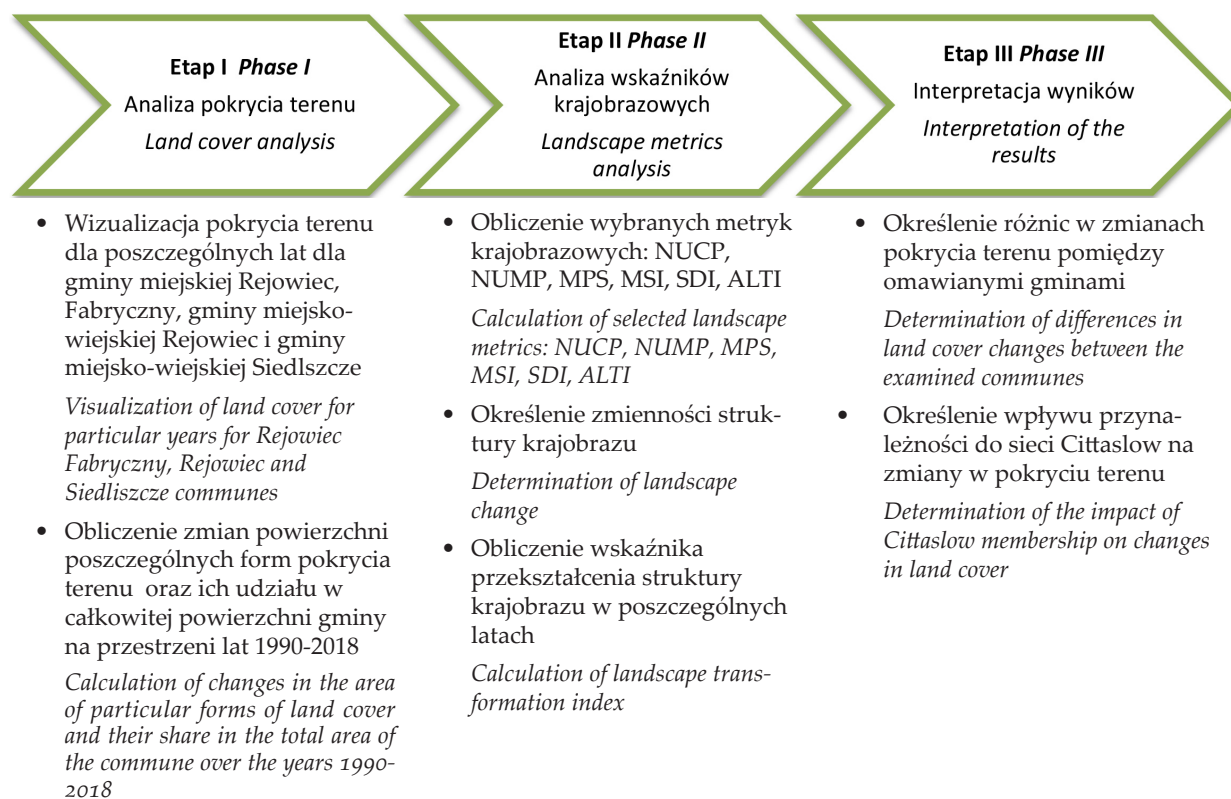 Etap I Phase I
Analiza pokrycia terenu
Land cover analysis
Etap II Phase II
Analiza wskaźników
krajobrazowych
Landscape metrics
analysis
Etap III Phase III
Interpretacja wyników
Interpretation of the
results
• Wizualizacja pokrycia terenu
dla poszczególnych lat dla
gminy miejskiej Rejowiec,
Fabryczny, gminy miejsko-
wiejskiej Rejowiec i gminy
miejsko-wiejskiej Siedlszcze
Visualization of land cover for
particular years for Rejowiec
Fabryczny, Rejowiec and
Siedliszcze communes
• Obliczenie zmian powierzchni
poszczególnych form pokrycia
terenu oraz ich udziału w
całkowitej powierzchni gminy
na przestrzeni lat 1990-2018
Calculation of changes in the area
of particular forms of land cover
and their share in the total area of
the commune over the years 1990-
2018
• Obliczenie wybranych metryk
krajobrazowych: NUCP,
NUMP, MPS, MSI, SDI, ALTI
Calculation of selected landscape
metrics: NUCP, NUMP, MPS,
MSI, SDI, ALTI
• Określenie zmienności struk-
tury krajobrazu
Determination of landscape
change
• Obliczenie wskaźnika
przekształcenia struktury
krajobrazu w poszczególnych
latach
Calculation of landscape trans-
formation index
• Określenie różnic w zmianach
pokrycia terenu pomiędzy
omawianymi gminami
Determination of differences in
land cover changes between the
examined communes
• Określenie wpływu przyna-
leżności do sieci Cittaslow na
zmiany w pokryciu terenu
Determination of the impact of
Cittaslow membership on changes
in land cover